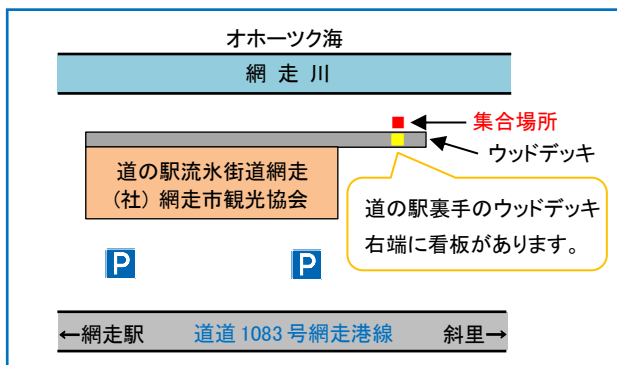 オホーツク海
網 走 川
集合場所
ウッドデッキ
道の駅流氷街道網走
（社） 網走市観光協会
道の駅裏手のウッドデッキ
右端に看板があります。
P
P
←網走駅
道道 1083 号網走港線
斜里→